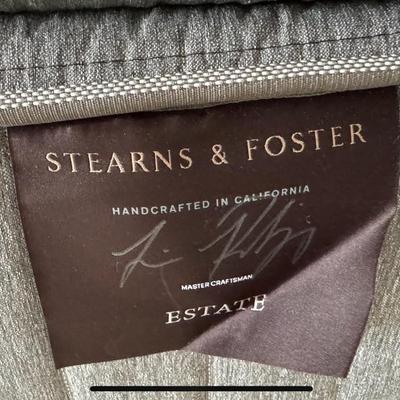 STEARNS & FOSTER
HANDCRAFTED IN CALIFORNIA
MASTER CRAFTSMAN
ESTATE